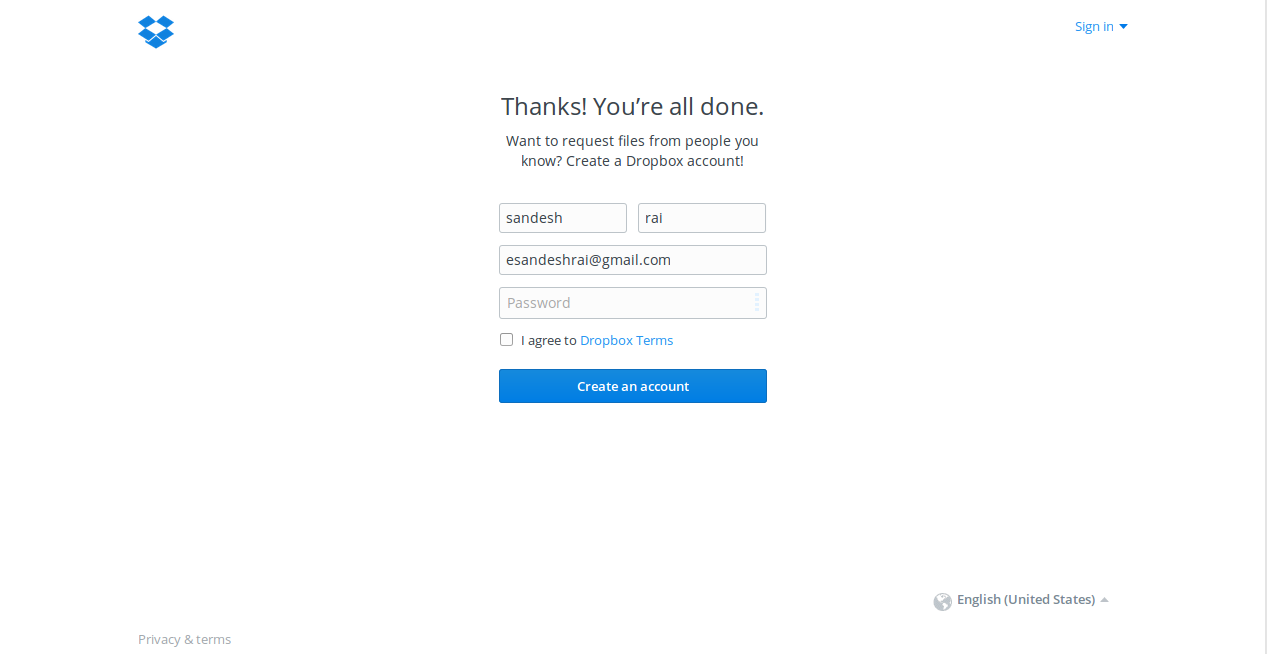 Sign in
Thanks! You’re all done.
Want to request files from people you
know? Create a Dropbox account!
sandesh rai
esandeshrai@gmail.com
Password
I agree to Dropbox Terms
Create an account
English (United States)
Privacy & terms